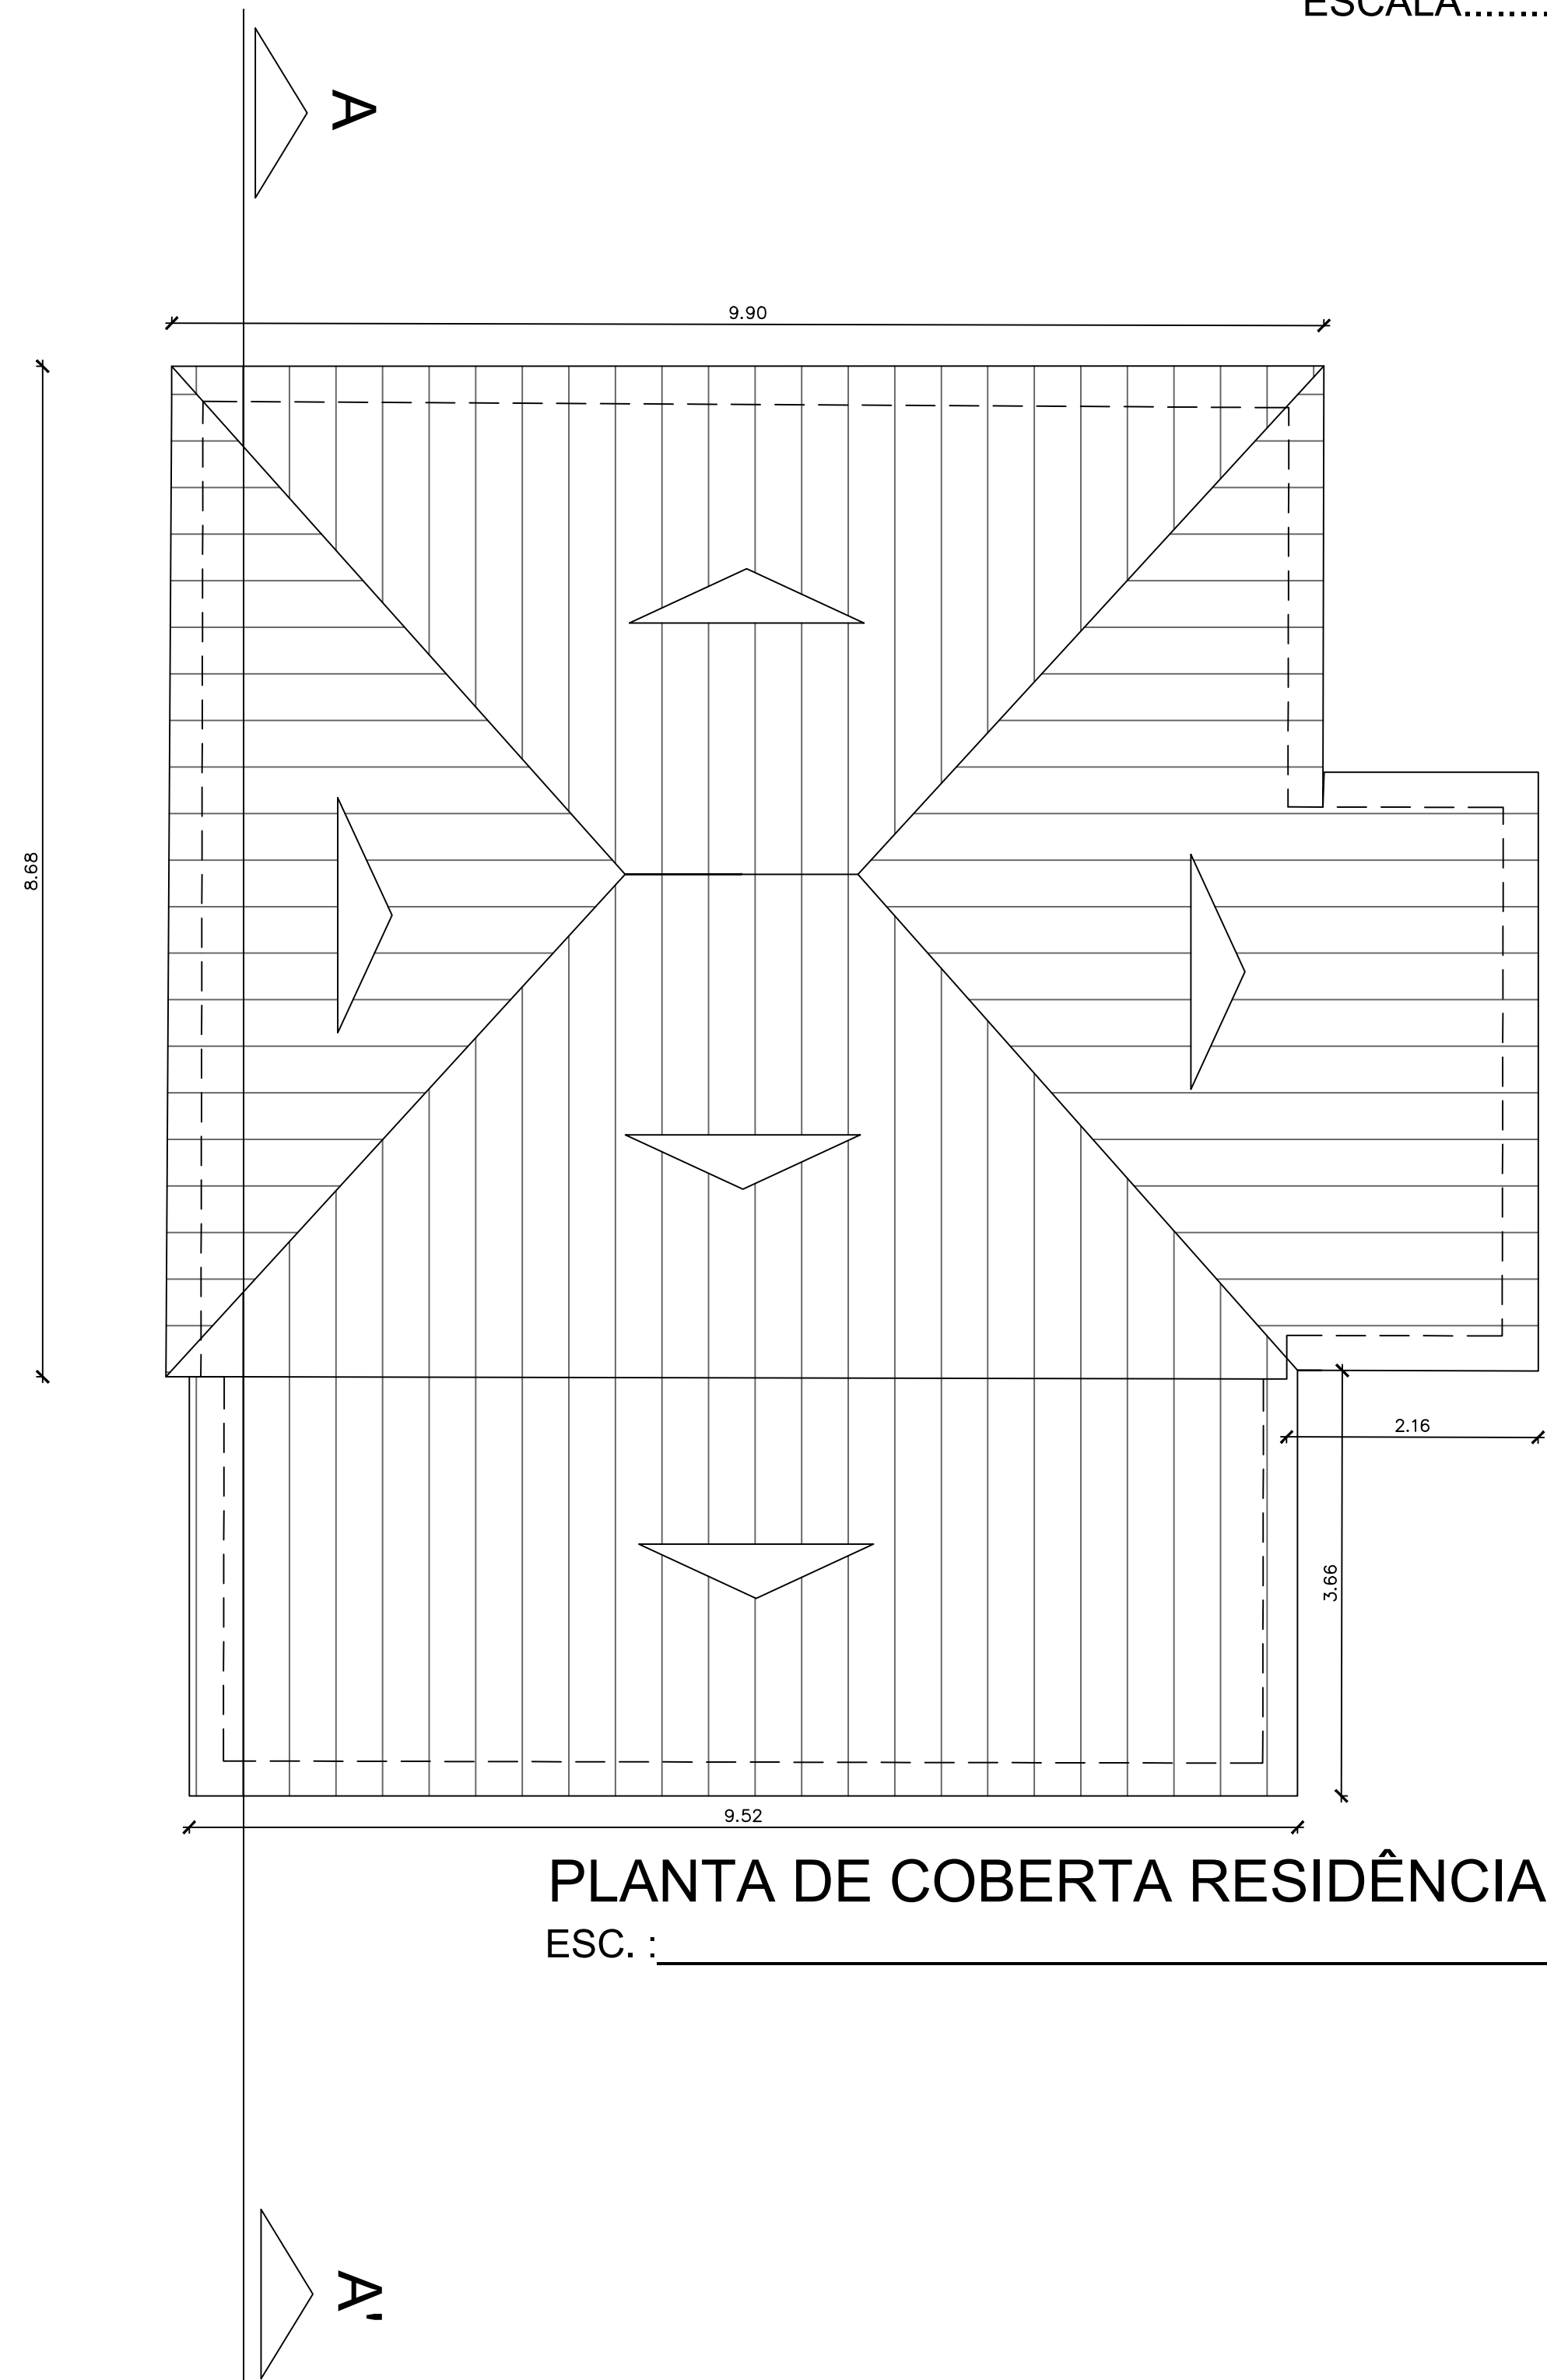 ESCALA........
A
9.90
8.68
2.16
3.66
9.52
PLANTA DE COBERTA RESIDÊNCIA
ESC. :
A'